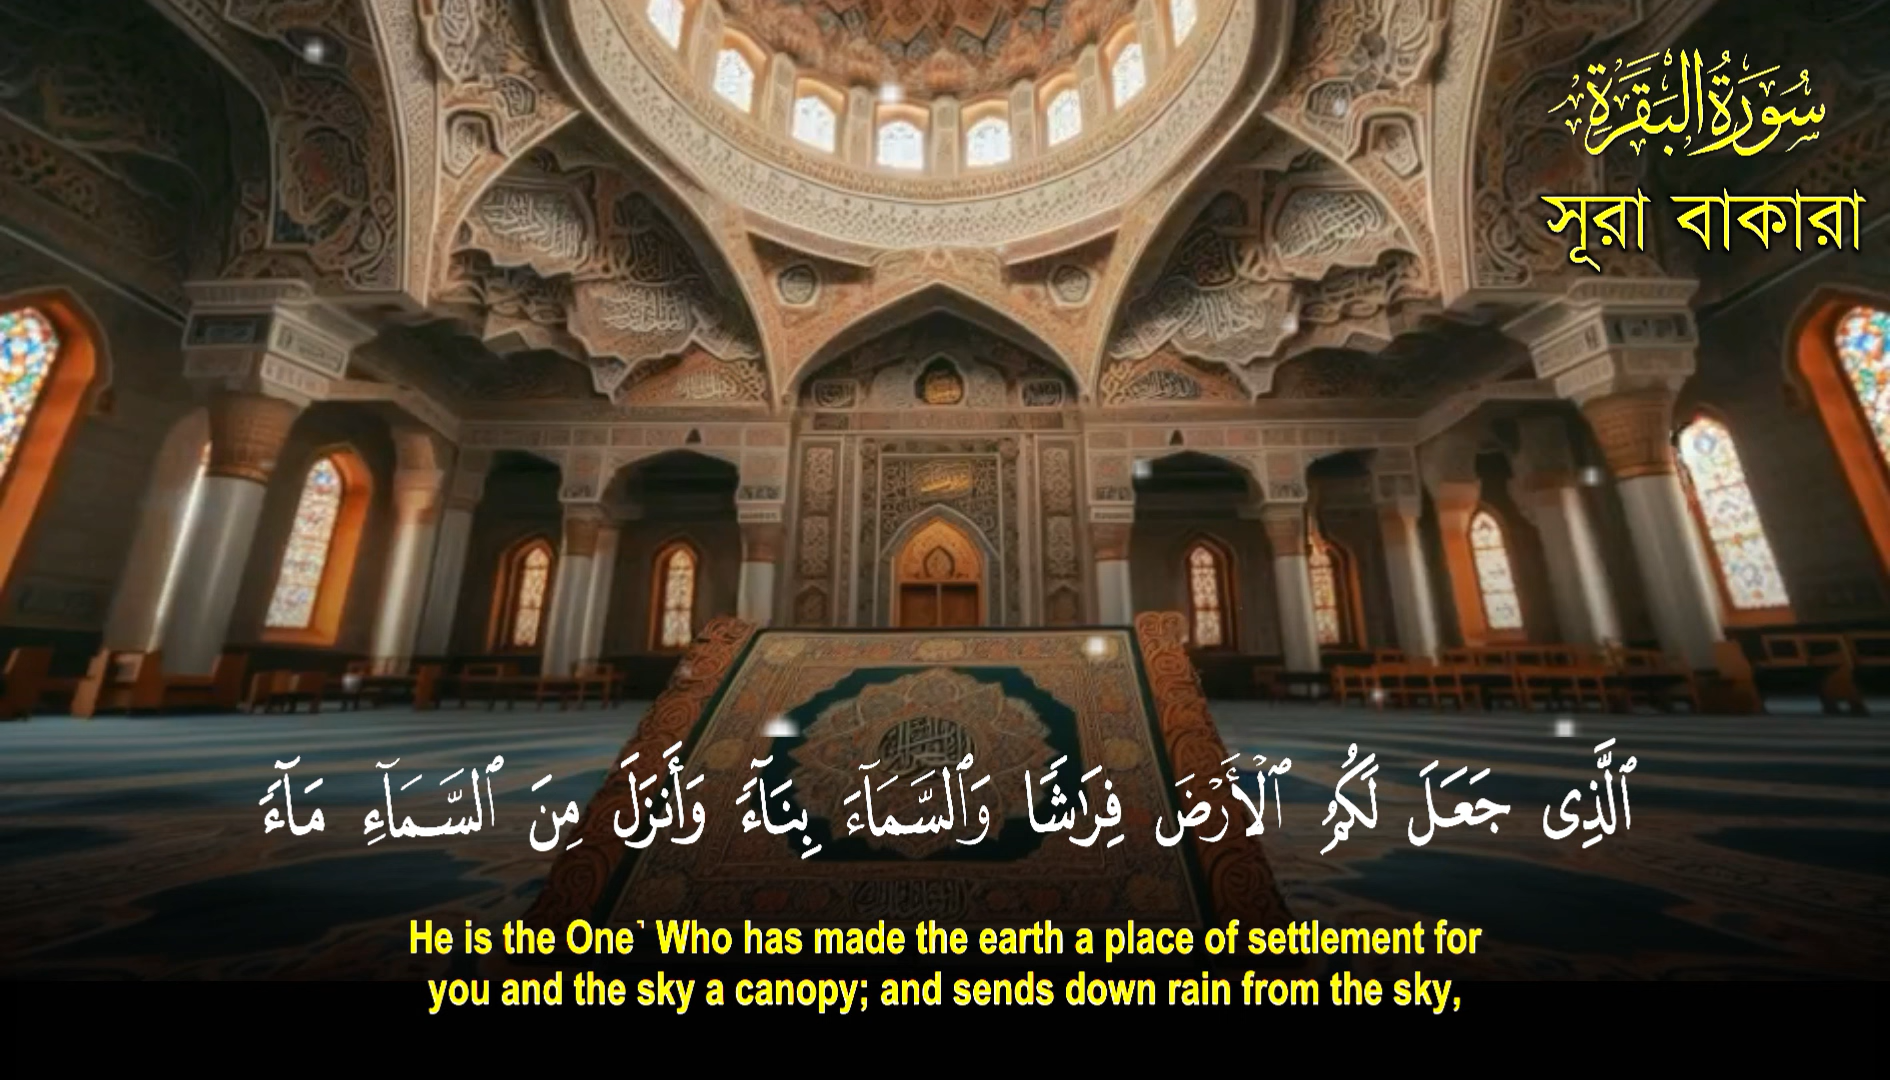 سُورَةُ البَقَرَةِ
সূরা বাকারা
ٱلَّذِى جَعَلَ لَكُمُ ٱلْأَرْضَ فِرَٰشًا وَٱلسَّمَآءَ بِنَآءً وَأَنزَلَ مِنَ ٱلسَّمَآءِ مَآءً
He is the One˺ Who has made the earth a place of settlement for
you and the sky a canopy; and sends down rain from the sky,